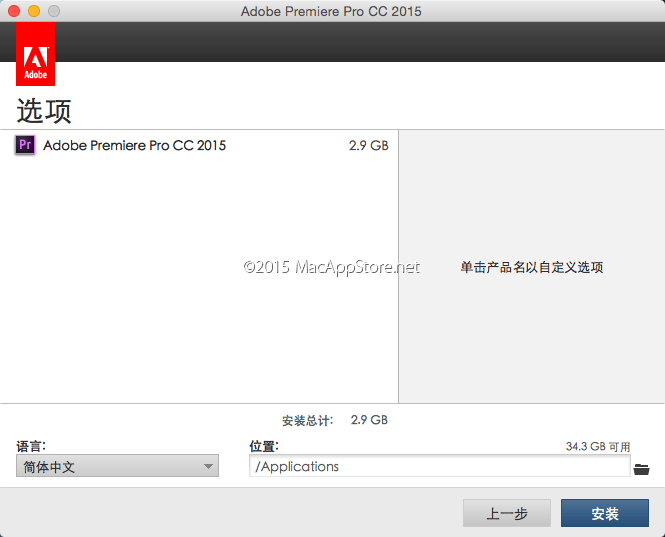 Adobe Premiere Pro CC 2015
Adobe
选项
Pr Adobe Premiere Pro CC 2015 2.9 GB
©2015 MacAppStore.net
单击产品名以自定义选项
安装总计: 2.9 GB
语言:
简体中文
位置: 34.3 GB 可用
/Applications
上一步 安装